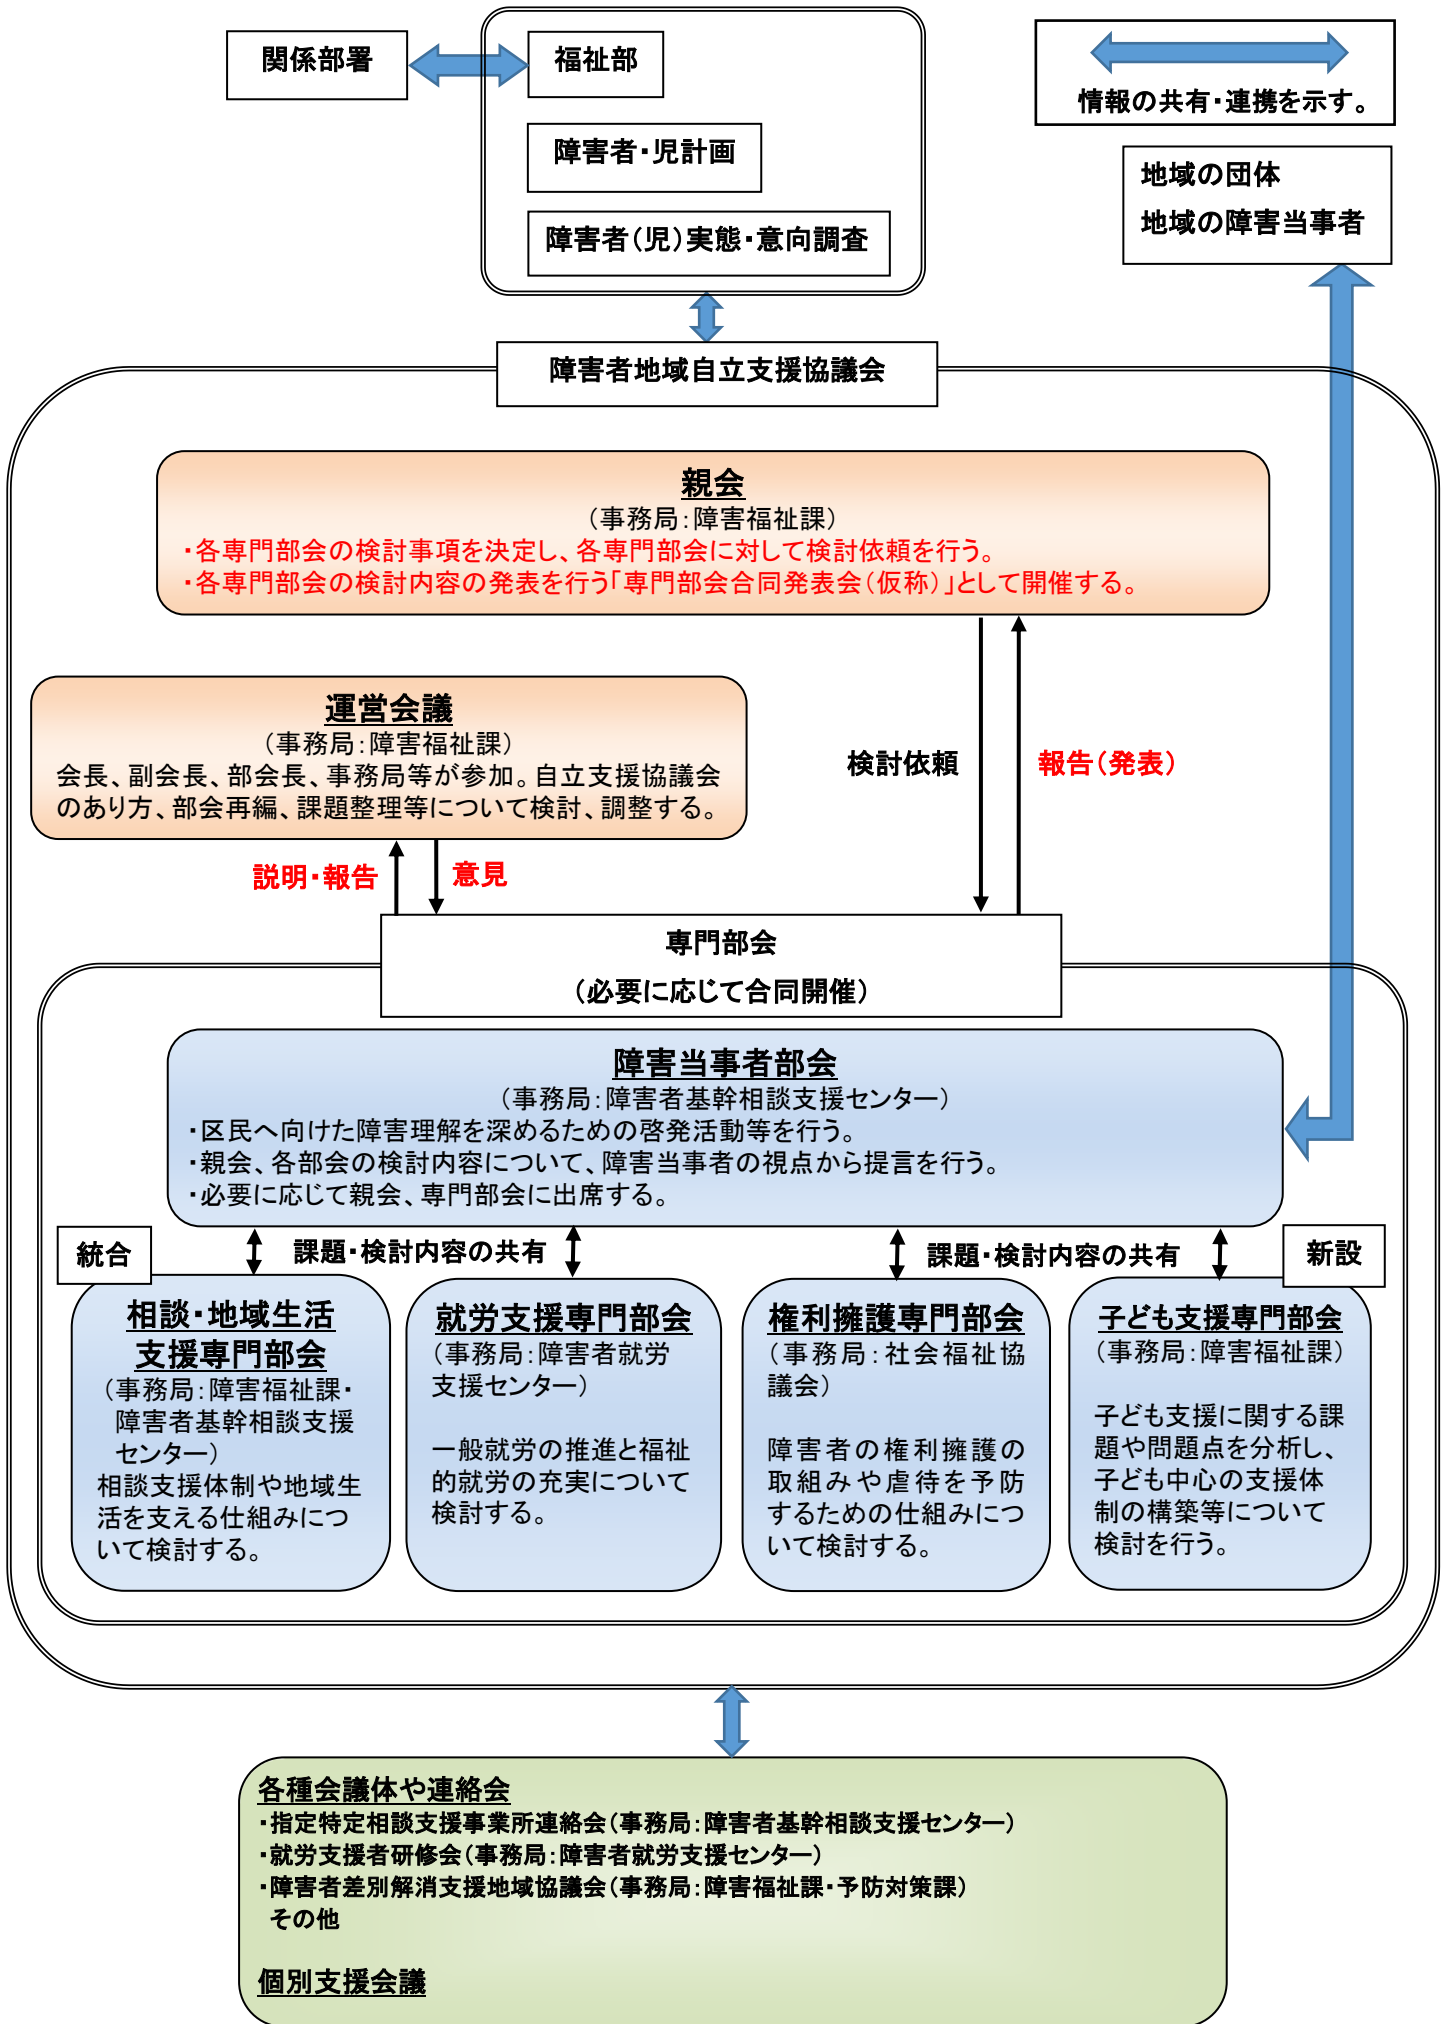 関係部署
福祉部
障害者・児計画
障害者（児）実態・意向調査
情報の共有・連携を示す。
地域の団体
地域の障害当事者
障害者地域自立支援協議会
親会
（事務局：障害福祉課）
・各専門部会の検討事項を決定し、各専門部会に対して検討依頼を行う。
・各専門部会の検討内容の発表を行う「専門部会合同発表会（仮称）」として開催する。
運営会議
（事務局：障害福祉課）
会長、副会長、部会長、事務局等が参加。自立支援協議会
のあり方、部会再編、課題整理等について検討、調整する。
検討依頼
報告（発表）
説明・報告
意見
専門部会
（必要に応じて合同開催）
障害当事者部会
（事務局：障害者基幹相談支援センター）
・区民へ向けた障害理解を深めるための啓発活動等を行う。
・親会、各部会の検討内容について、障害当事者の視点から提言を行う。
・必要に応じて親会、専門部会に出席する。
統合
課題・検討内容の共有
課題・検討内容の共有
新設
相談・地域生活
支援専門部会
（事務局：障害福祉課・
障害者基幹相談支援
センター）
相談支援体制や地域生
活を支える仕組みにつ
いて検討する。
就労支援専門部会
（事務局：障害者就労
支援センター）
一般就労の推進と福祉
的就労の充実について
検討する。
権利擁護専門部会
（事務局：社会福祉協
議会）
障害者の権利擁護の
取組みや虐待を予防
するための仕組みにつ
いて検討する。
子ども支援専門部会
（事務局：障害福祉課）
子ども支援に関する課
題や問題点を分析し、
子ども中心の支援体
制の構築等について
検討を行う。
各種会議体や連絡会
・指定特定相談支援事業所連絡会（事務局：障害者基幹相談支援センター）
・就労支援者研修会（事務局：障害者就労支援センター）
・障害者差別解消支援地域協議会（事務局：障害福祉課・予防対策課）
その他
個別支援会議